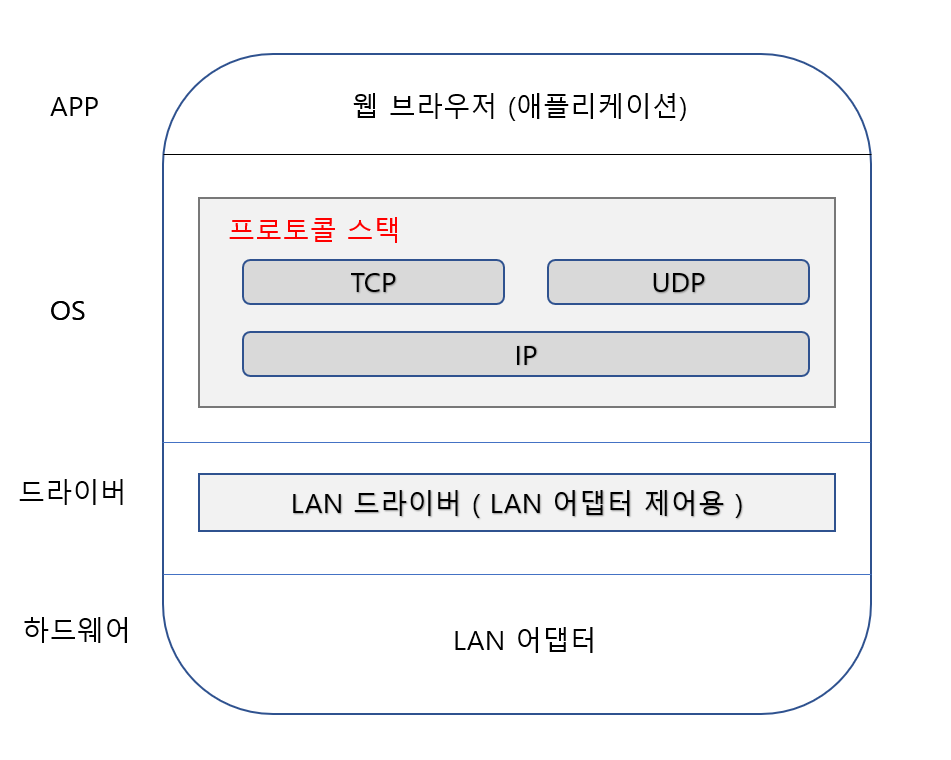 APP
웹 브라우저 (애플리케이션)
프로토콜 스택
TCP
UDP
OS
IP
드라이버
LAN 드라이버 ( LAN 어댑터 제어용 )
하드웨어
LAN 어댑터